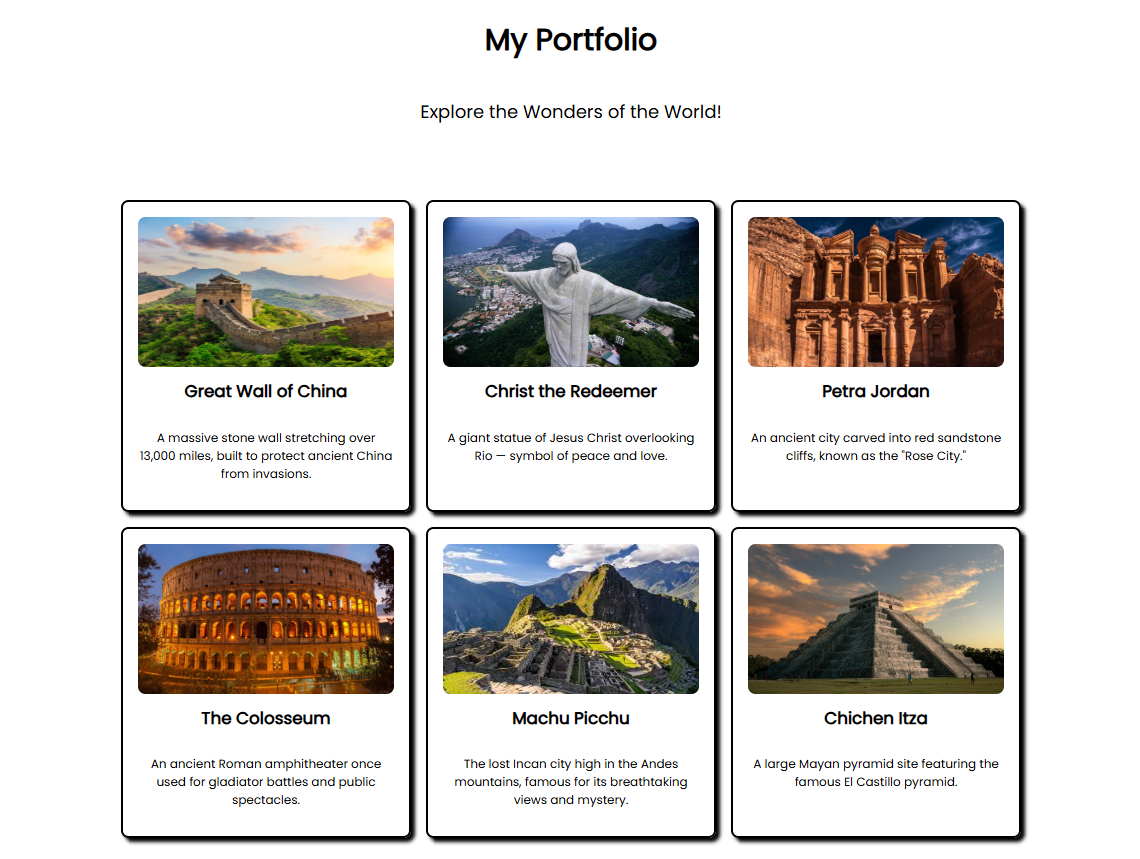 My Portfolio
Explore the Wonders of the World!
Great Wall of China
A massive stone wall stretching over
13,000 miles, built to protect ancient China
from invasions.
Christ the Redeemer
A giant statue of Jesus Christ overlooking
Rio — symbol of peace and love.
Petra Jordan
An ancient city carved into red sandstone
cliffs, known as the "Rose City."
The Colosseum
An ancient Roman amphitheater once
used for gladiator battles and public
spectacles.
Machu Picchu
The lost Incan city high in the Andes
mountains, famous for its breathtaking
views and mystery.
Chichen Itza
A large Mayan pyramid site featuring the
famous El Castillo pyramid.